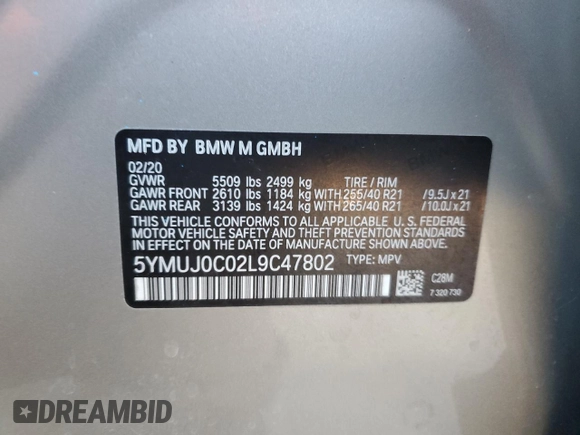 MFD BY BMW M GMBH
02/20
GVWR 5509 lbs 2499 kg TIRE / RIM
GAWR FRONT 2610 lbs 1184 kg WITH 255/40 R21 /9.5J x 21
GAWR REAR 3139 lbs 1424 kg WITH 265/40 R21 /10.0J x 21
THIS VEHICLE CONFORMS TO ALL APPLICABLE U. S. FEDERAL
MOTOR VEHICLE SAFETY AND THEFT PREVENTION STANDARDS IN
EFFECT ON THE DATE OF MANUFACTURE SHOWN ABOVE.
5YMUJ0C02L9C47802 TYPE: MPV
C28M
7 320 730
DREAMBID